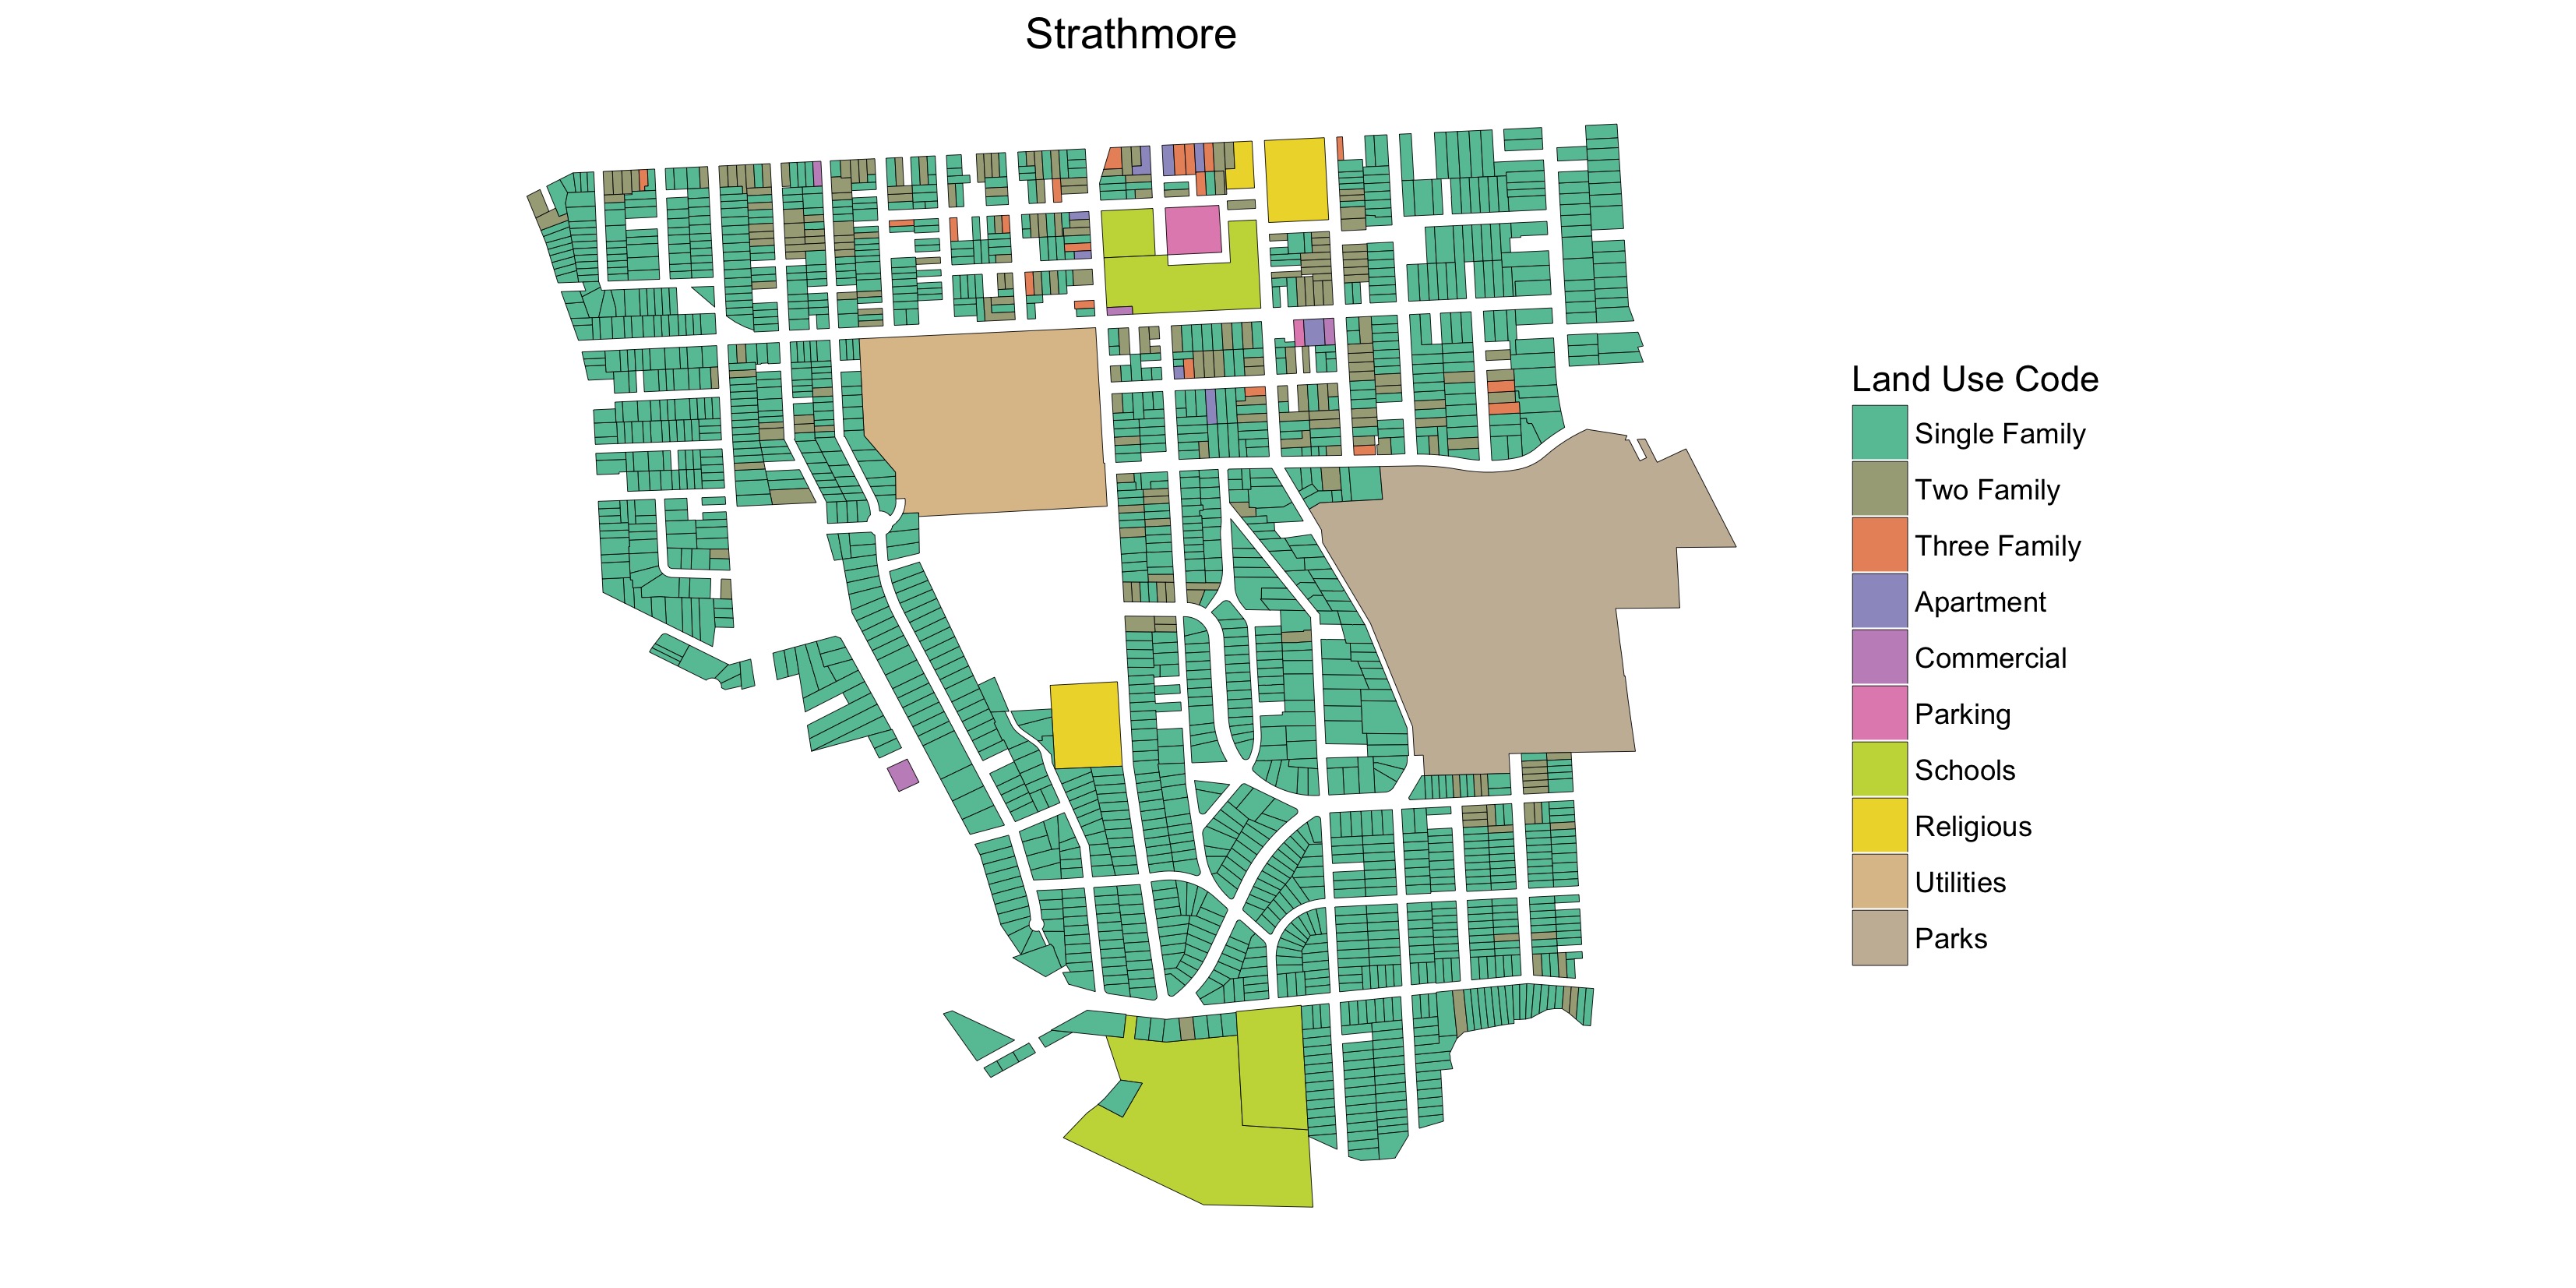 Strathmore
Land Use Code
Single Family
Two Family
Three Family
Apartment
Commercial
Parking
Schools
Religious
Utilities
Parks